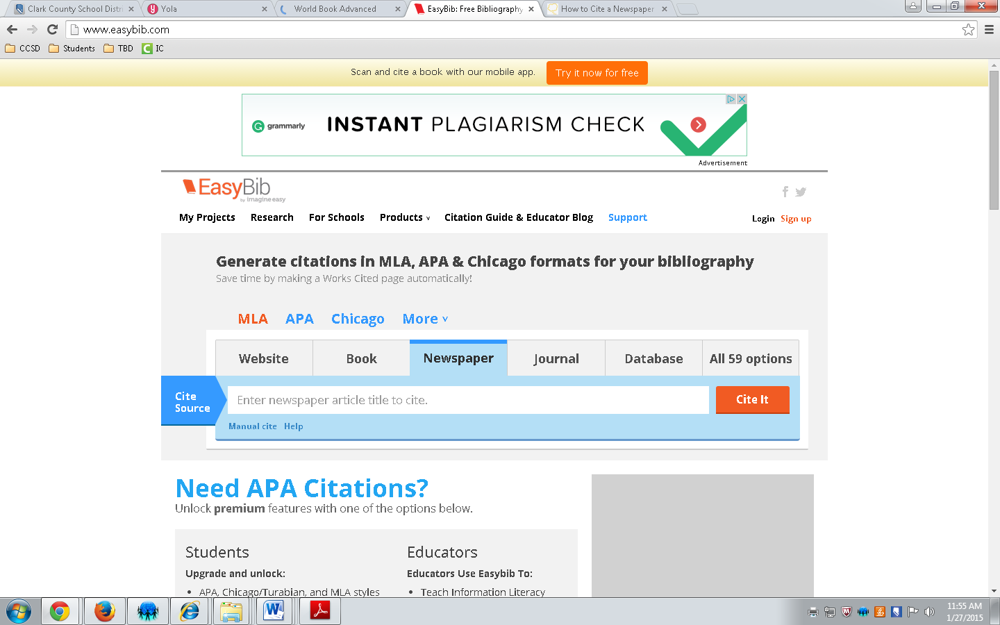 Clark County School Distri
Yola
World Book Advanced
EasyBib: Free Bibliography
How to Cite a Newspaper
www.easybib.com
CCSD
Students
TBD
IC
Scan and cite a book with our mobile app.
Try it now for free
grammarly
INSTANT PLAGIARISM CHECK
Advertisement
EasyBib
by imagine easy
My Projects
Research
For Schools
Products
Citation Guide & Educator Blog
Support
Login
Sign up
Generate citations in MLA, APA & Chicago formats for your bibliography
Save time by making a Works Cited page automatically!
MLA
APA
Chicago
More
Website
Book
Newspaper
Journal
Database
All 59 options
Cite
Source
Enter newspaper article title to cite.
Cite It
Manual cite
Help
Need APA Citations?
Unlock premium features with one of the options below.
Students
Educators
Upgrade and unlock:
Educators Use Easybib To:
• APA, Chicago/Turabian, and MLA styles
• Teach Information Literacy
11:55 AM
1/27/2015